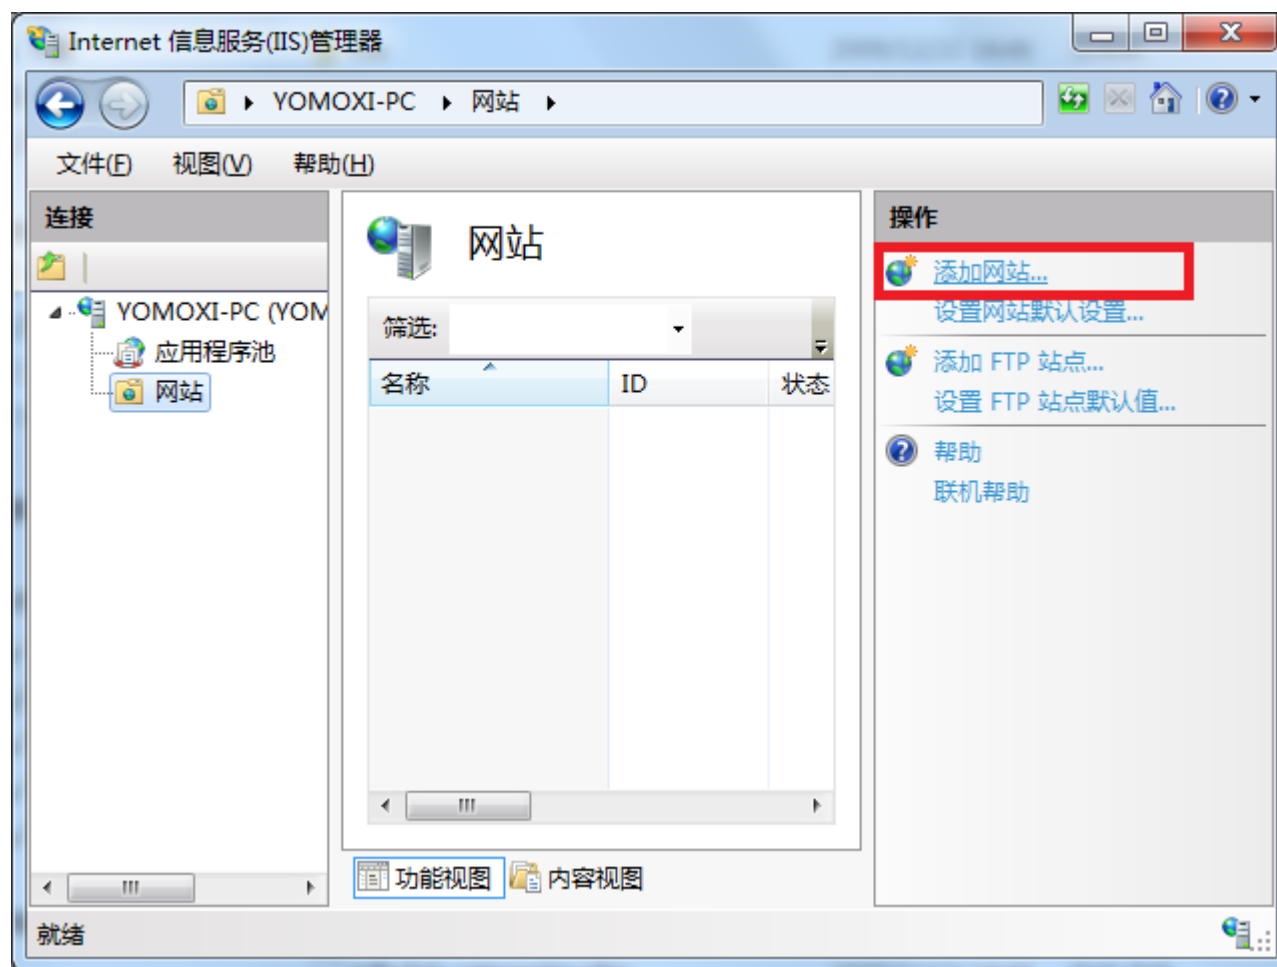 Internet 信息服务(IIS)管理器
YOMOXI-PC 网站
文件(F) 视图(V) 帮助(H)
连接
YOMOXI-PC (YOM
应用程序池
网站
网站
筛选:
名称 ID 状态
功能视图 内容视图
操作
添加网站...
设置网站默认设置...
添加 FTP 站点...
设置 FTP 站点默认值...
帮助
联机帮助
就绪